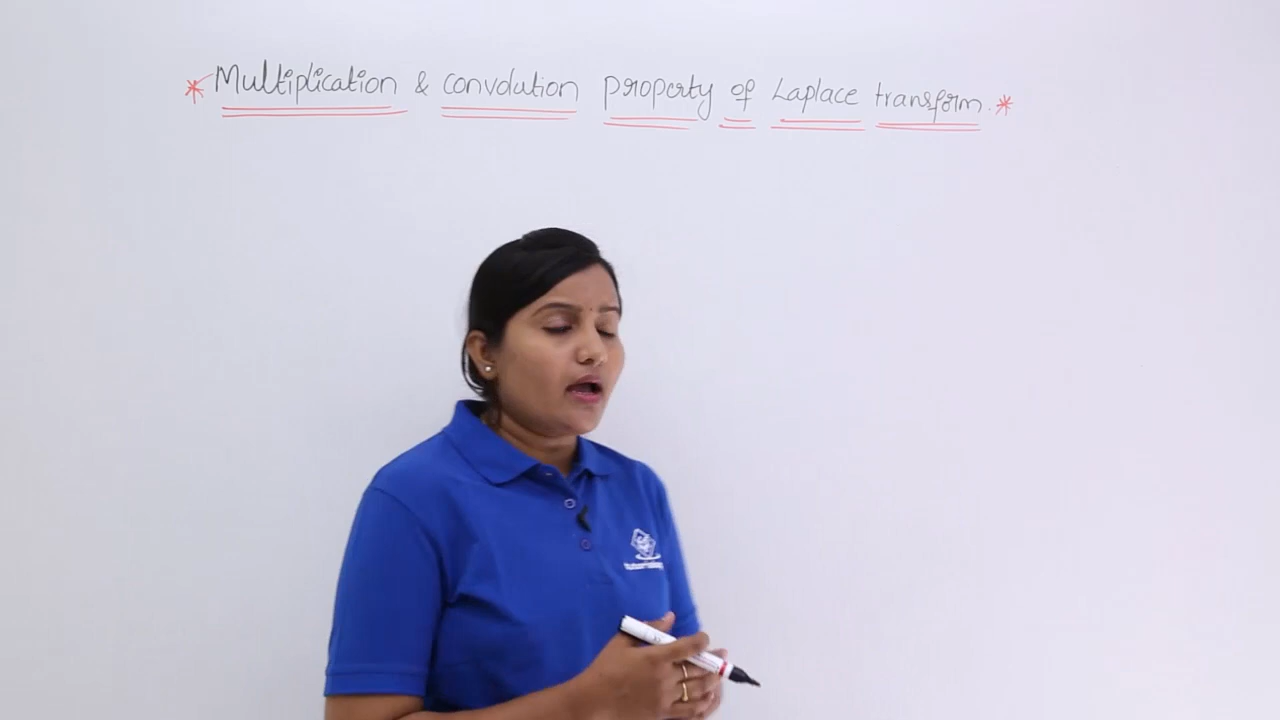 * Multiplication & convolution property of Laplace transform. *